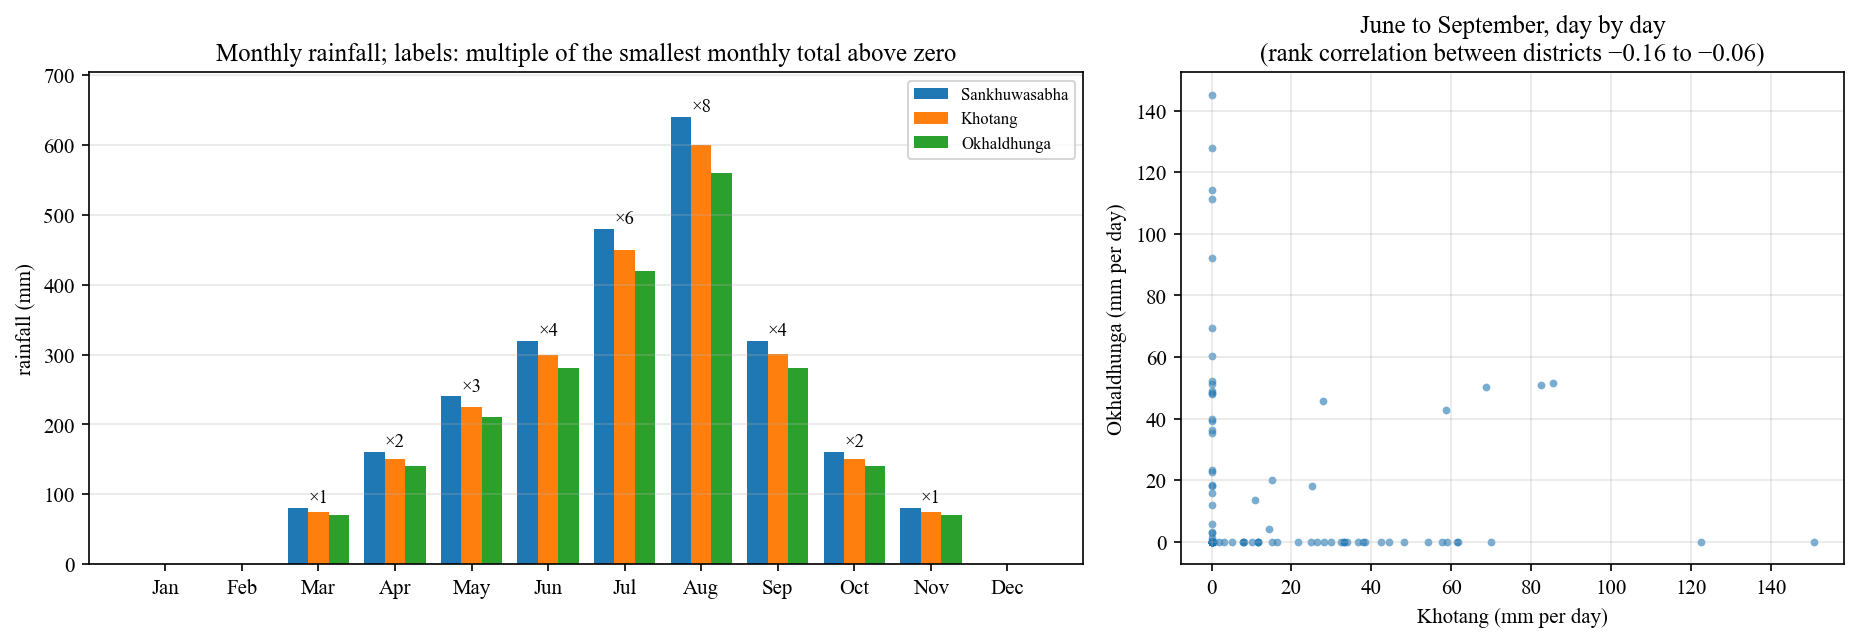 Monthly rainfall; labels: multiple of the smallest monthly total above zero
rainfall (mm)
700
600
500
400
300
200
100
0
×1
×2
×3
×4
×6
×8
×4
×2
×1
Sankhuwasabha
Khotang
Okhaldhunga
Jan Feb Mar Apr May Jun Jul Aug Sep Oct Nov Dec
June to September, day by day
(rank correlation between districts −0.16 to −0.06)
Okhaldhunga (mm per day)
140
120
100
80
60
40
20
0
0 20 40 60 80 100 120 140
Khotang (mm per day)